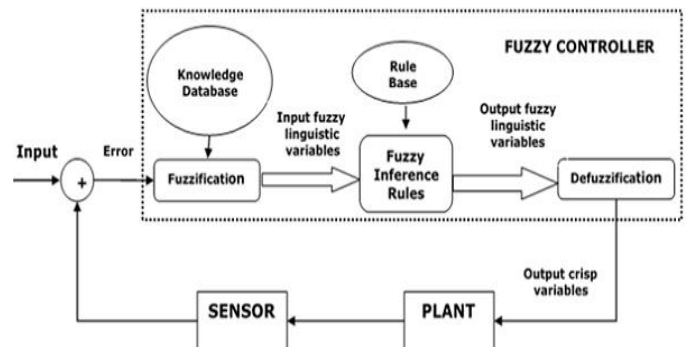 FUZZY CONTROLLER
Knowledge
Database
Rule
Base
Input fuzzy
linguistic
variables
Output fuzzy
linguistic
variables
Input
+
Error
Fuzzification
Fuzzy
Inference
Rules
Defuzzification
Output crisp
variables
SENSOR
PLANT